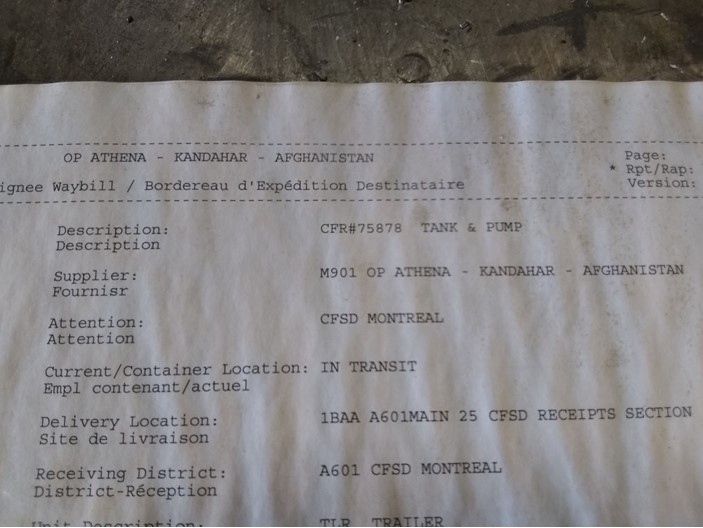 OP ATHENA - KANDAHAR - AFGHANISTAN Page:
* Rpt/Rap:
ignee Waybill / Bordereau d'Expédition Destinataire Version:
Description: CFR#75878 TANK & PUMP
Description
Supplier: M901 OP ATHENA - KANDAHAR - AFGHANISTAN
Fournisr
Attention: CFSD MONTREAL
Attention
Current/Container Location: IN TRANSIT
Empl contenant/actuel
Delivery Location: 1BAA A601MAIN 25 CFSD RECEIPTS SECTION
Site de livraison
Receiving District: A601 CFSD MONTREAL
District-Réception
Unit Description: TLR TRAILER